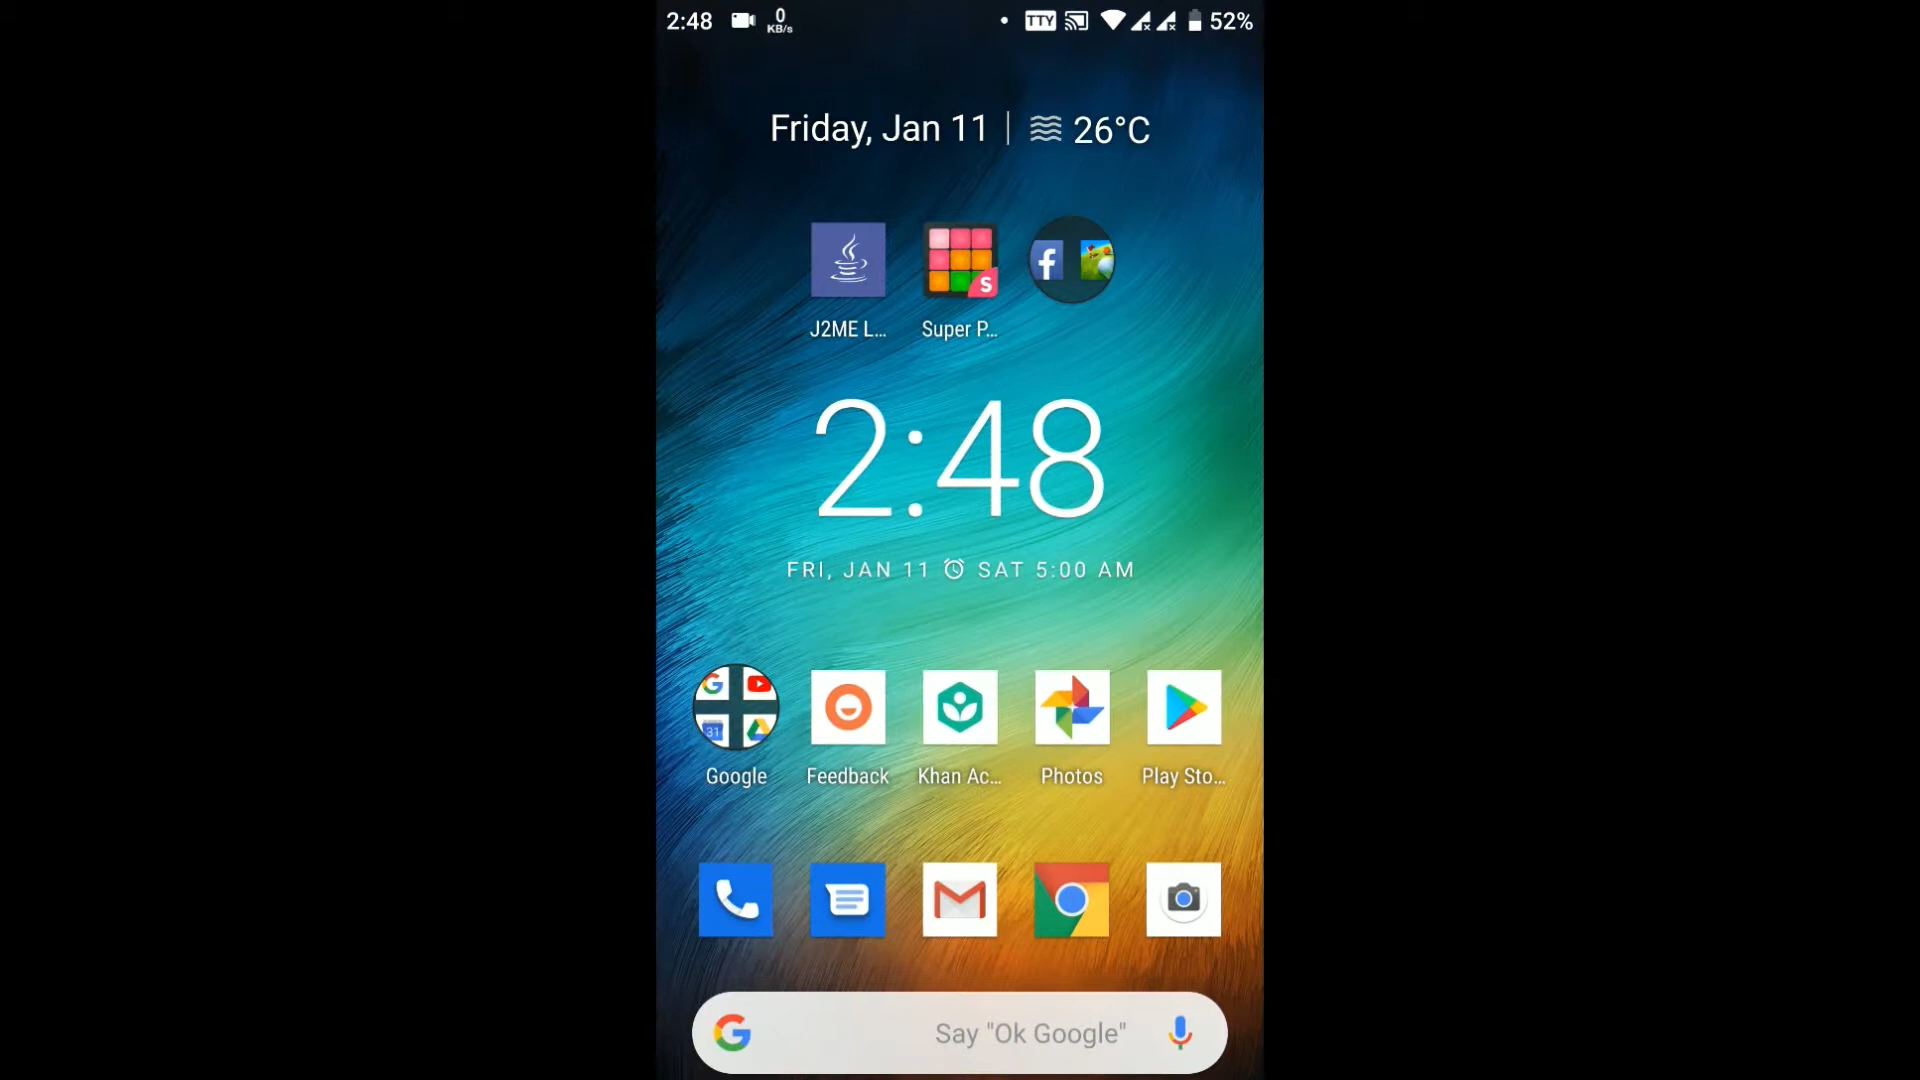 2:48 0 KB/s TTY 52%
Friday, Jan 11 | 26°C
S f
J2ME L... Super P...
2:48
FRI, JAN 11 SAT 5:00 AM
G 31
Google Feedback Khan Ac... Photos Play Sto...
G Say "Ok Google"